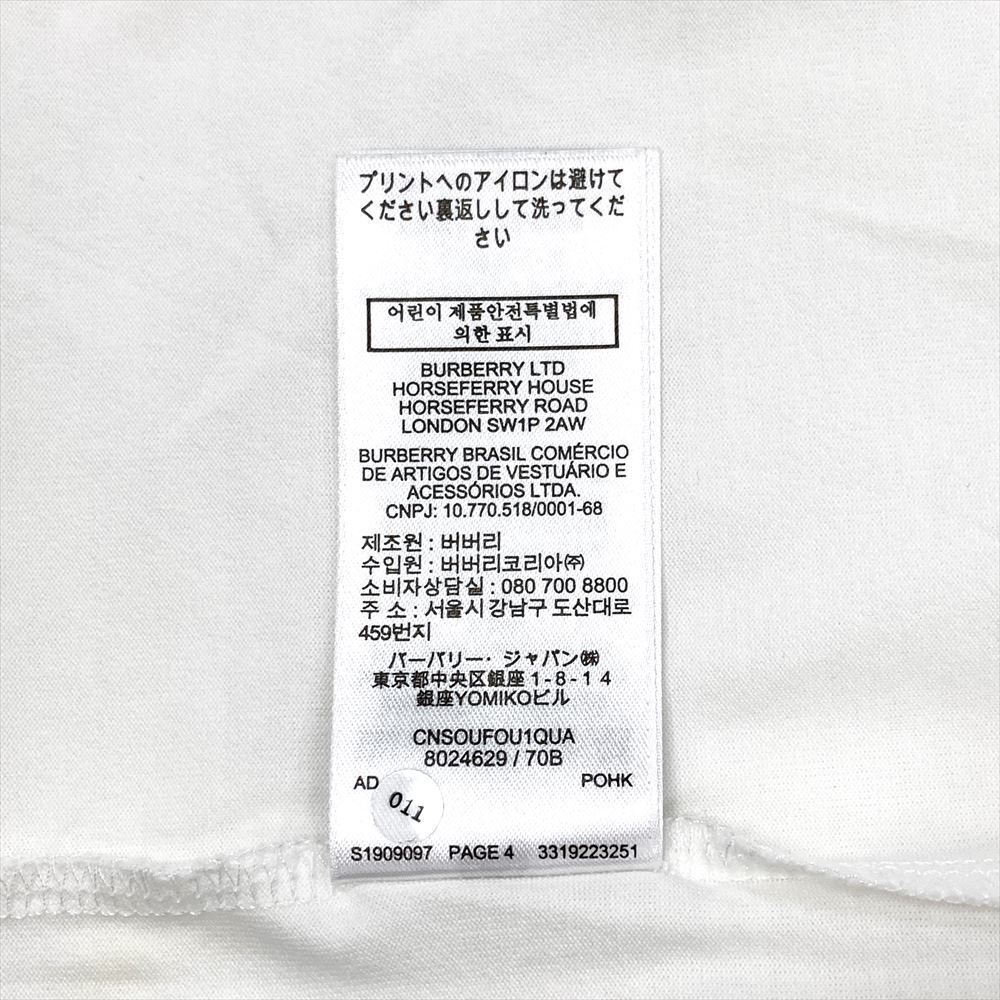 プリントへのアイロンは避けて
ください裏返しして洗ってくだ
さい
어린이 제품안전특별법에
의한 표시
BURBERRY LTD
HORSEFERRY HOUSE
HORSEFERRY ROAD
LONDON SW1P 2AW
BURBERRY BRASIL COMÉRCIO
DE ARTIGOS DE VESTUÁRIO E
ACESSÓRIOS LTDA.
CNPJ: 10.770.518/0001-68
제조원 : 버버리
수입원 : 버버리코리아㈜
소비자상담실 : 080 700 8800
주 소 : 서울시 강남구 도산대로
459번지
バーバリー・ジャパン㈱
東京都中央区銀座1-8-14
銀座YOMIKOビル
CNSOUFOU1QUA
8024629 / 70B
AD 011 POHK
S1909097 PAGE 4 3319223251